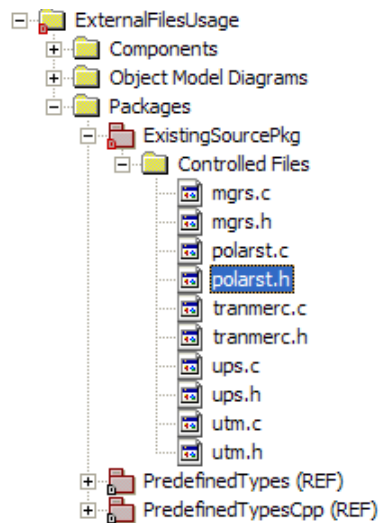 ExternalFilesUsage
Components
Object Model Diagrams
Packages
ExistingSourcePkg
Controlled Files
mgrs.c
mgrs.h
polarst.c
polarst.h
tranmerc.c
tranmerc.h
ups.c
ups.h
utm.c
utm.h
PredefinedTypes (REF)
PredefinedTypesCpp (REF)